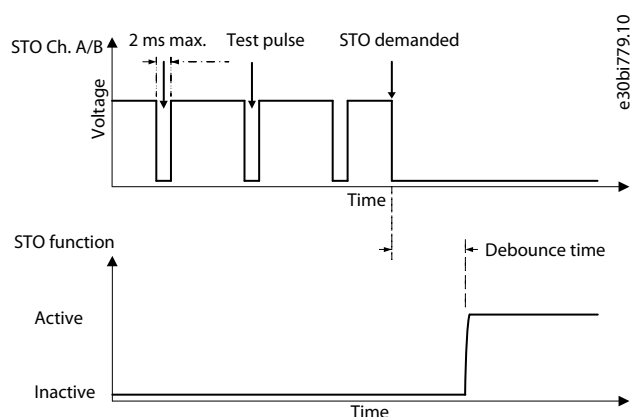 STO Ch. A/B
2 ms max.
Test pulse
STO demanded
e30bi779.10
Voltage
Time
STO function
Debounce time
Active
Inactive
Time